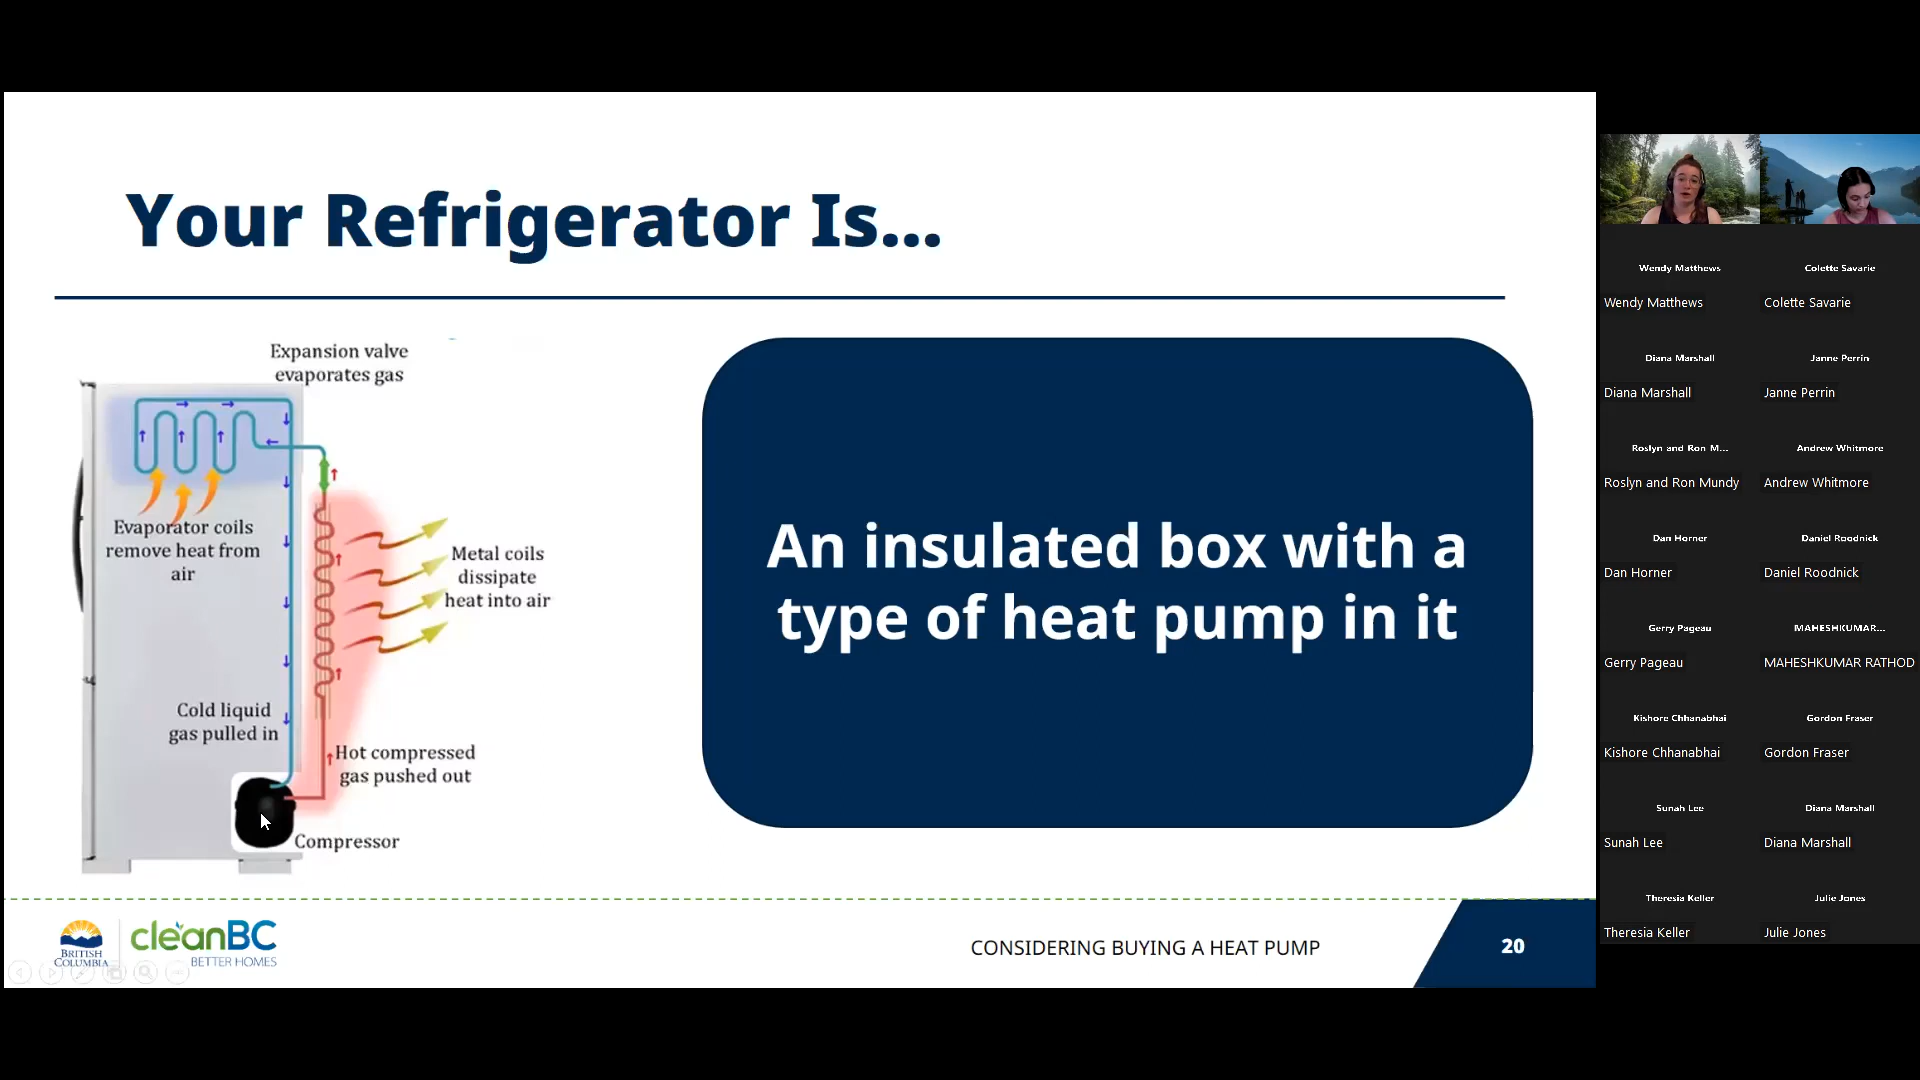 Your Refrigerator Is...
Expansion valve
evaporates gas
Evaporator coils
remove heat from
air
Metal coils
dissipate
heat into air
Cold liquid
gas pulled in
Hot compressed
gas pushed out
Compressor
An insulated box with a
type of heat pump in it
BRITISH
COLUMBIA
cleanBC
BETTER HOMES
CONSIDERING BUYING A HEAT PUMP
20
Wendy Matthews
Colette Savarie
Wendy Matthews
Colette Savarie
Diana Marshall
Janne Perrin
Diana Marshall
Janne Perrin
Roslyn and Ron M...
Andrew Whitmore
Roslyn and Ron Mundy
Andrew Whitmore
Dan Horner
Daniel Roodnick
Dan Horner
Daniel Roodnick
Gerry Pageau
MAHESHKUMAR...
Gerry Pageau
MAHESHKUMAR RATHOD
Kishore Chhanabhai
Gordon Fraser
Kishore Chhanabhai
Gordon Fraser
Sunah Lee
Diana Marshall
Sunah Lee
Diana Marshall
Theresia Keller
Julie Jones
Theresia Keller
Julie Jones